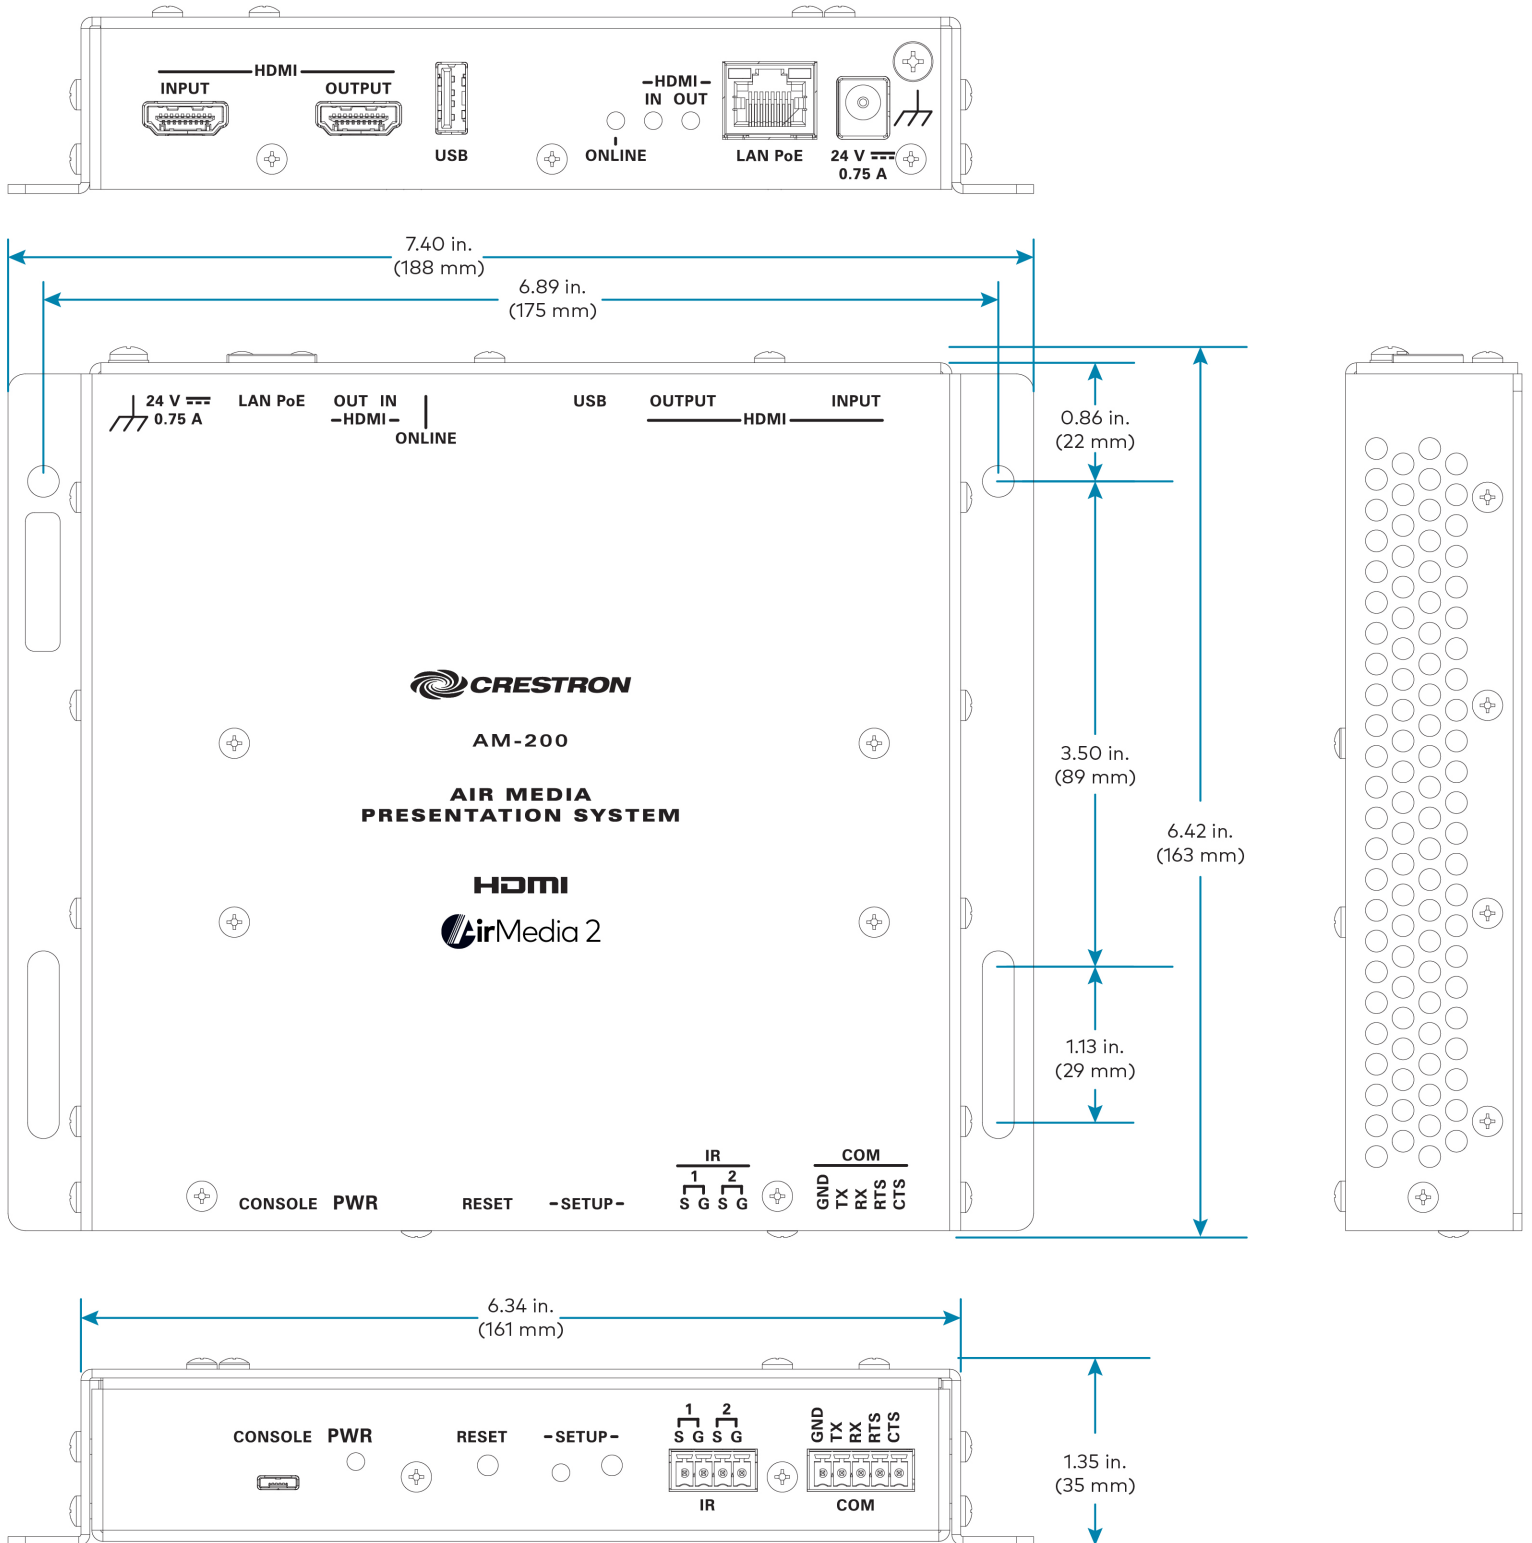 HDMI
INPUT OUTPUT
USB
HDMI
IN OUT
ONLINE
LAN PoE
24 V
0.75 A
7.40 in.
(188 mm)
6.89 in.
(175 mm)
24 V
0.75 A
LAN PoE
OUT IN
HDMI
ONLINE
USB
OUTPUT INPUT
HDMI
0.86 in.
(22 mm)
CRESTRON
AM-200
AIR MEDIA
PRESENTATION SYSTEM
HDMI
AirMedia 2
3.50 in.
(89 mm)
6.42 in.
(163 mm)
1.13 in.
(29 mm)
CONSOLE PWR
RESET
-SETUP-
IR
1 2
S G S G
COM
GND
TX
RX
RTS
CTS
6.34 in.
(161 mm)
CONSOLE PWR
RESET
-SETUP-
1 2
S G S G
IR
GND
TX
RX
RTS
CTS
COM
1.35 in.
(35 mm)